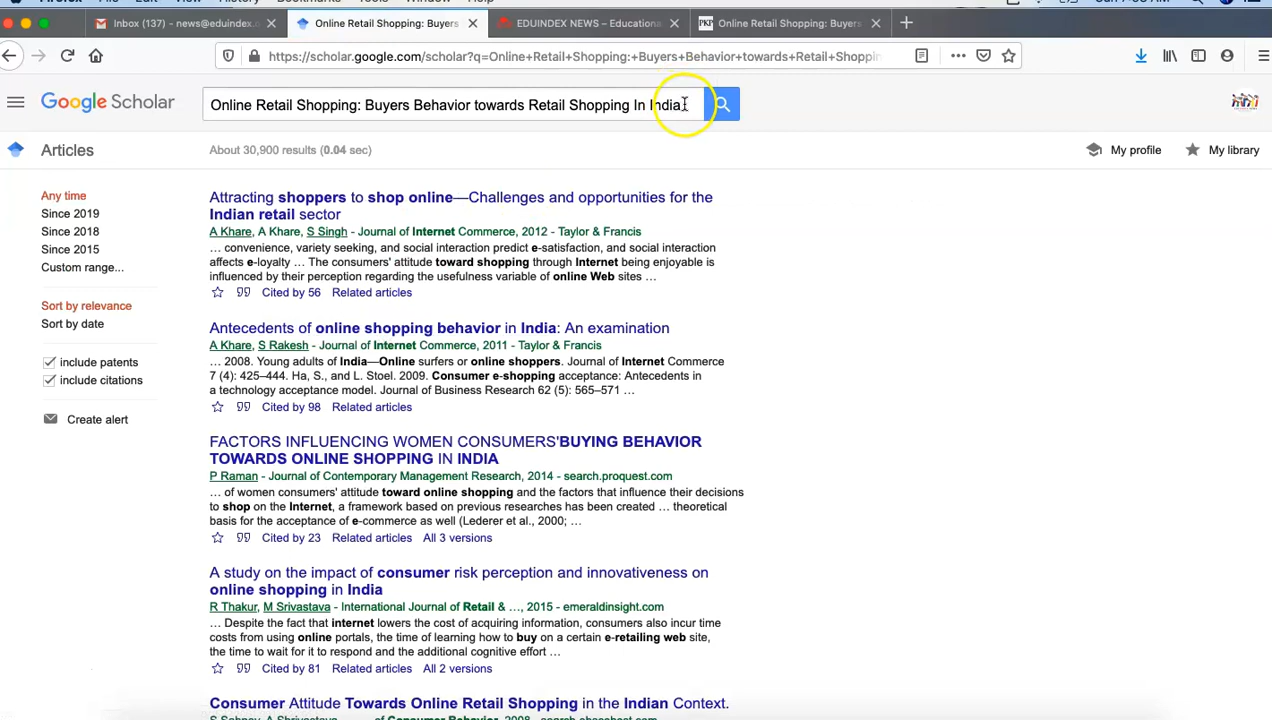 Inbox (137) - news@eduindex.o
Online Retail Shopping: Buyers
EDUINDEX NEWS – Educationa
PKP Online Retail Shopping: Buyers
https://scholar.google.com/scholar?q=Online+Retail+Shopping:+Buyers+Behavior+towards+Retail+Shoppin
Google Scholar
Online Retail Shopping: Buyers Behavior towards Retail Shopping In India
Articles
About 30,900 results (0.04 sec)
My profile
My library
Any time
Since 2019
Since 2018
Since 2015
Custom range...
Sort by relevance
Sort by date
include patents
include citations
Create alert
Attracting shoppers to shop online—Challenges and opportunities for the
Indian retail sector
A Khare, A Khare, S Singh - Journal of Internet Commerce, 2012 - Taylor & Francis
... convenience, variety seeking, and social interaction predict e-satisfaction, and social interaction
affects e-loyalty ... The consumers' attitude toward shopping through Internet being enjoyable is
influenced by their perception regarding the usefulness variable of online Web sites ...
Cited by 56 Related articles
Antecedents of online shopping behavior in India: An examination
A Khare, S Rakesh - Journal of Internet Commerce, 2011 - Taylor & Francis
... 2008. Young adults of India—Online surfers or online shoppers. Journal of Internet Commerce
7 (4): 425–444. Ha, S., and L. Stoel. 2009. Consumer e-shopping acceptance: Antecedents in
a technology acceptance model. Journal of Business Research 62 (5): 565–571 ...
Cited by 98 Related articles
FACTORS INFLUENCING WOMEN CONSUMERS'BUYING BEHAVIOR
TOWARDS ONLINE SHOPPING IN INDIA
P Raman - Journal of Contemporary Management Research, 2014 - search.proquest.com
... of women consumers' attitude toward online shopping and the factors that influence their decisions
to shop on the Internet, a framework based on previous researches has been created ... theoretical
basis for the acceptance of e-commerce as well (Lederer et al., 2000; ...
Cited by 23 Related articles All 3 versions
A study on the impact of consumer risk perception and innovativeness on
online shopping in India
R Thakur, M Srivastava - International Journal of Retail & ..., 2015 - emeraldinsight.com
... Despite the fact that internet lowers the cost of acquiring information, consumers also incur time
costs from using online portals, the time of learning how to buy on a certain e-retailing web site,
the time to wait for it to respond and the additional cognitive effort ...
Cited by 81 Related articles All 2 versions
Consumer Attitude Towards Online Retail Shopping in the Indian Context.